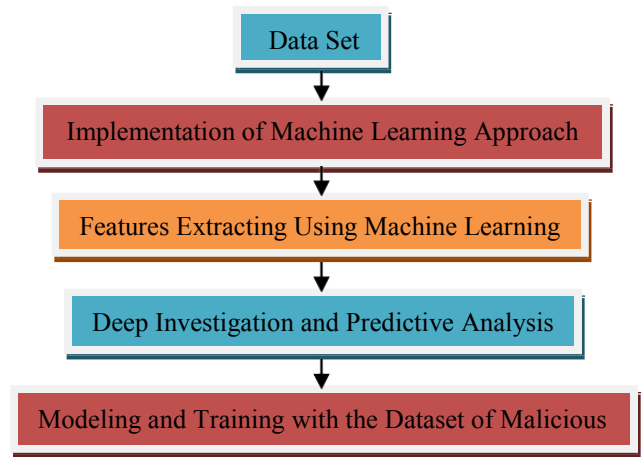 Data Set
Implementation of Machine Learning Approach
Features Extracting Using Machine Learning
Deep Investigation and Predictive Analysis
Modeling and Training with the Dataset of Malicious